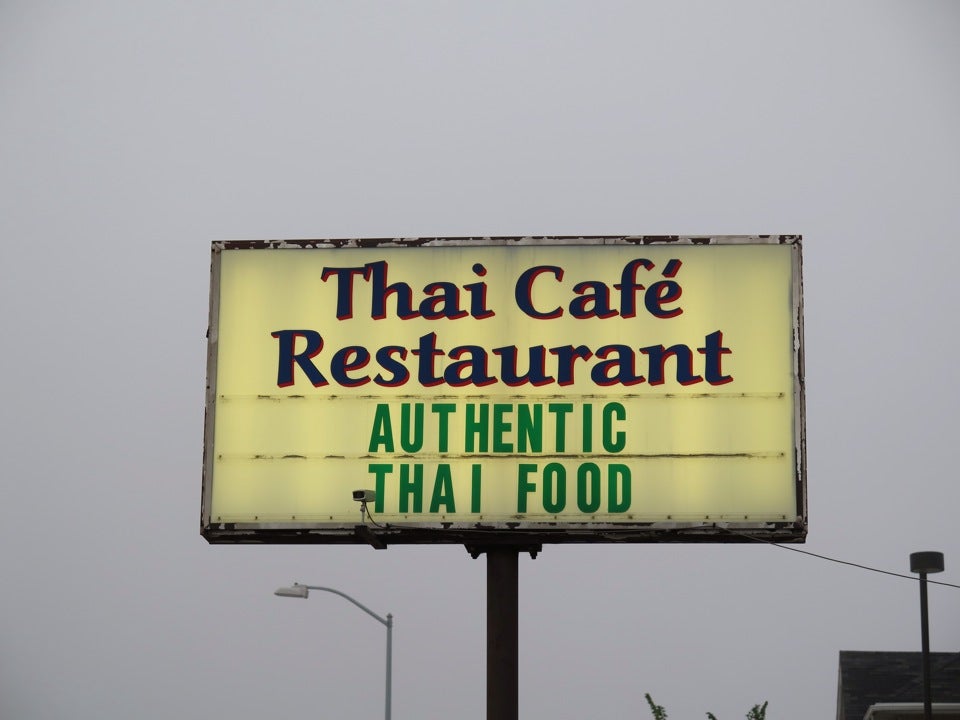 Thai Café
Restaurant
AUTHENTIC
THAI FOOD